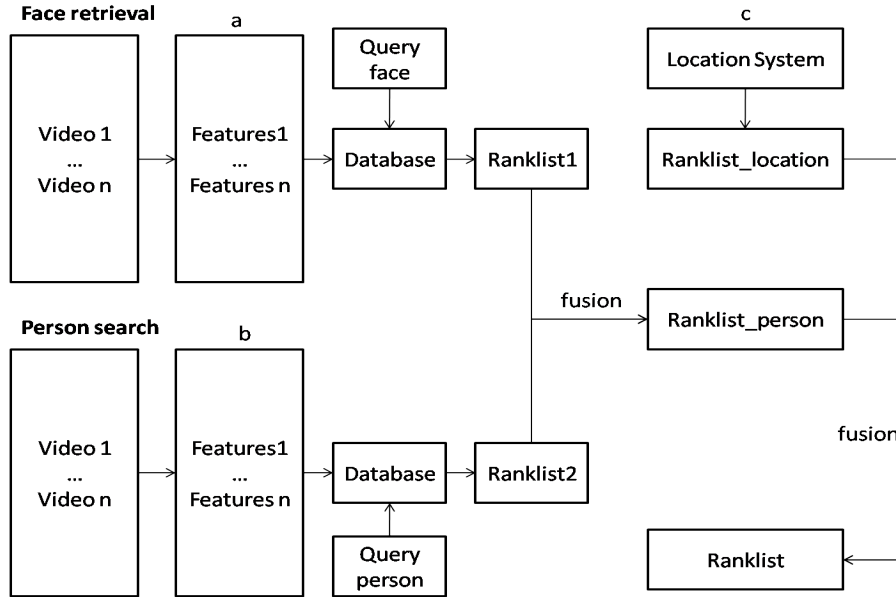 Face retrieval
a
c
Video 1
...
Video n
Features1
...
Features n
Query
face
Database
Ranklist1
Location System
Ranklist_location
fusion
Ranklist_person
Person search
b
Video 1
...
Video n
Features1
...
Features n
Database
Ranklist2
Query
person
fusion
Ranklist